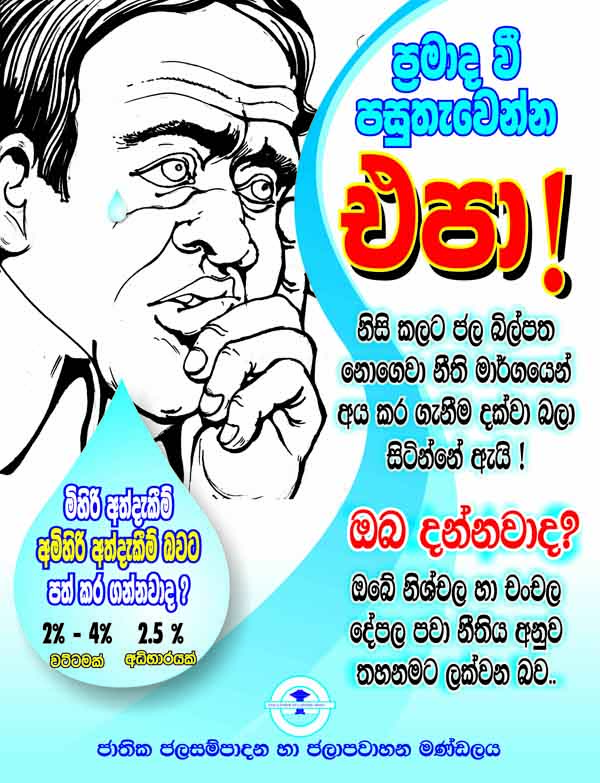 ප්‍රමාද වී
පසුතැවෙන්න
එපා !
නිසි කලට ජල බිල්පත
නොගෙවා නීති මාර්ගයෙන්
අය කර ගැනීම දක්වා බලා
සිටින්නේ ඇයි !
ඔබ දන්නවාද?
ඔබේ නිශ්චල හා චංචල
දේපල පවා නීතිය අනුව
තහනමට ලක්වන බව..
මිහිරි අත්දැකීම්
අමිහිරි අත්දැකීම් බවට
පත් කර ගන්නවාද ?
2% - 4% 2.5 %
වට්ටමක් අධිභාරයක්
ජාතික ජලසම්පාදන හා ජලාපවාහන මණ්ඩලය